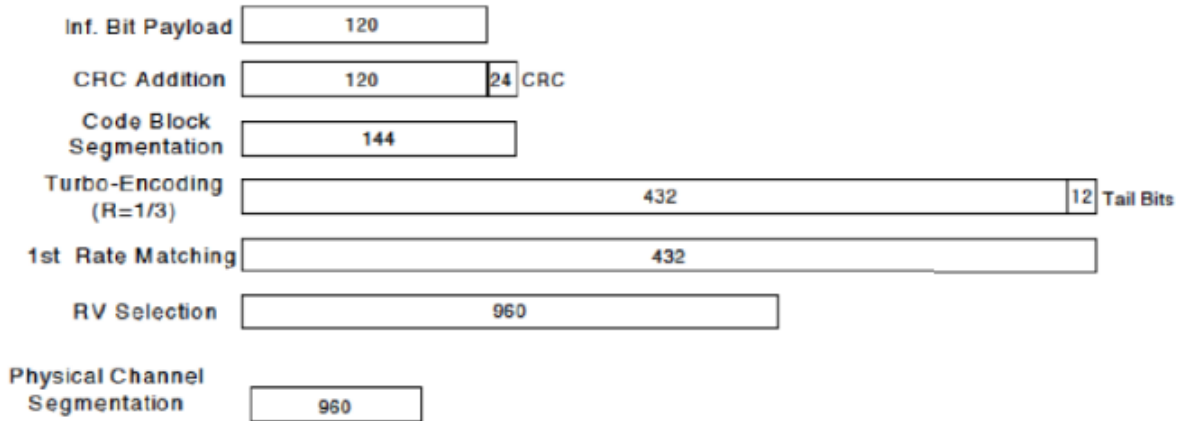 Inf. Bit Payload 120
CRC Addition 120 24 CRC
Code Block
Segmentation 144
Turbo-Encoding
(R=1/3) 432 12 Tail Bits
1st Rate Matching 432
RV Selection 960
Physical Channel
Segmentation 960